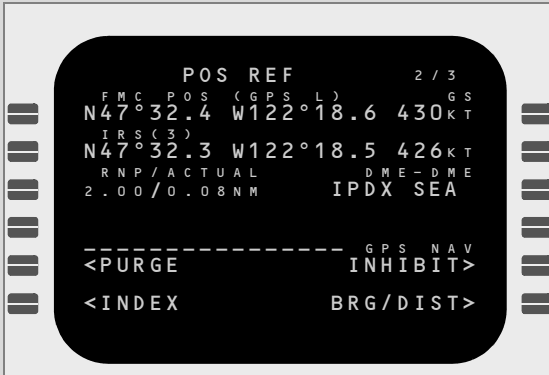 POS REF 2/3
FMC POS (GPS L) GS
N47°32.4 W122°18.6 430KT
IRS(3)
N47°32.3 W122°18.5 426KT
RNP/ACTUAL DME-DME
2.00/0.08NM IPDX SEA
----------------- GPS NAV
<PURGE INHIBIT>
<INDEX BRG/DIST>